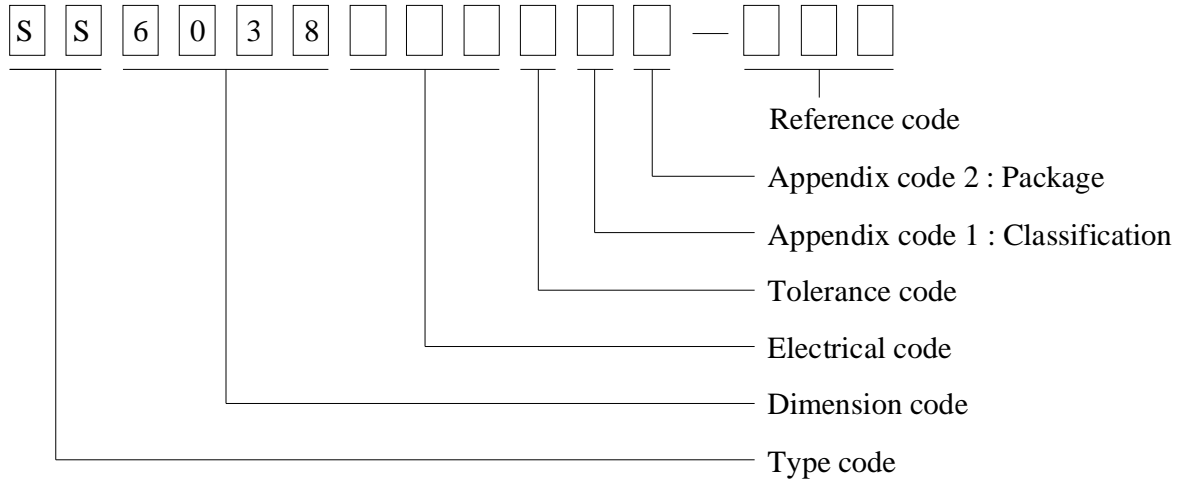 S S 6 0 3 8 —
Reference code
Appendix code 2 : Package
Appendix code 1 : Classification
Tolerance code
Electrical code
Dimension code
Type code